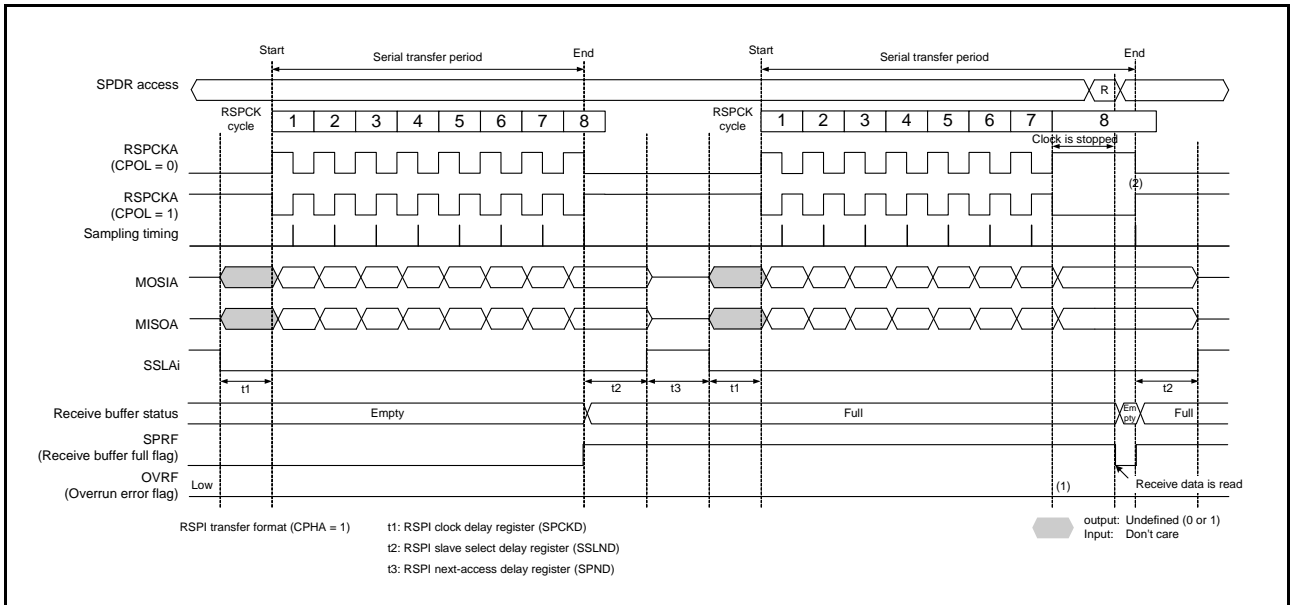 Start
Serial transfer period
End
Start
Serial transfer period
End
SPDR access
R
RSPCK
cycle
1 2 3 4 5 6 7 8
RSPCK
cycle
1 2 3 4 5 6 7 8
Clock is stopped
RSPCKA
(CPOL = 0)
(2)
RSPCKA
(CPOL = 1)
Sampling timing
MOSIA
MISOA
SSLAi
t1
t2
t3
t1
t2
Receive buffer status
Empty
Full
Em
pty
Full
SPRF
(Receive buffer full flag)
OVRF
(Overrun error flag)
Low
(1)
Receive data is read
RSPI transfer format (CPHA = 1)
t1: RSPI clock delay register (SPCKD)
t2: RSPI slave select delay register (SSLND)
t3: RSPI next-access delay register (SPND)
output: Undefined (0 or 1)
Input: Don't care